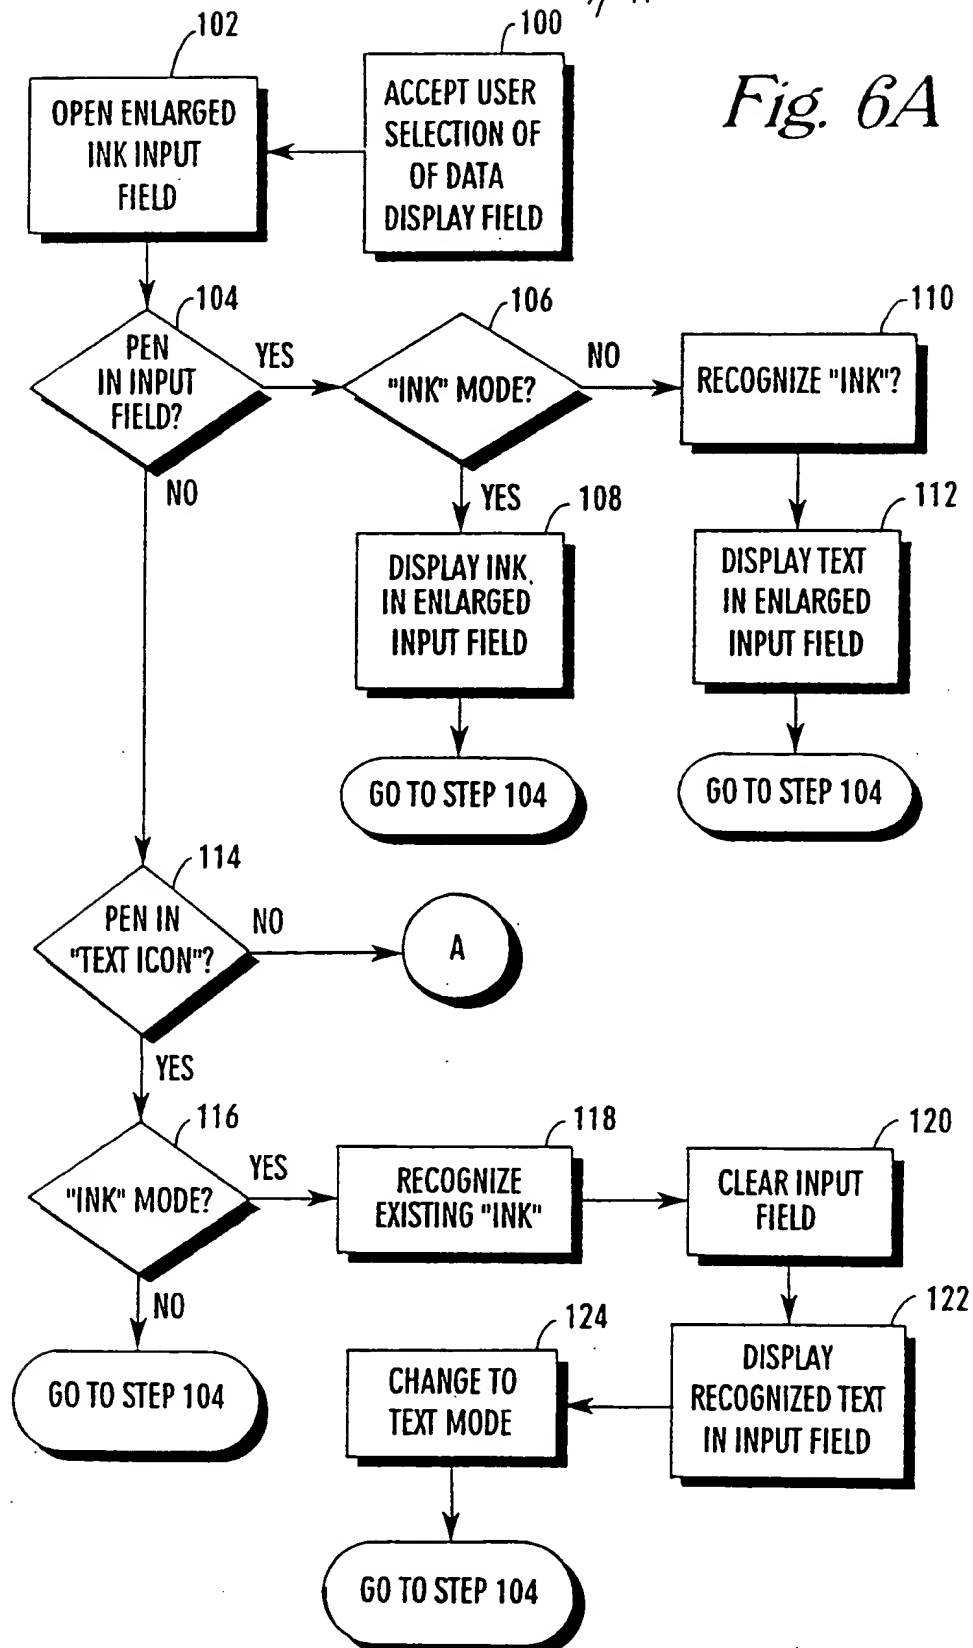 Fig. 6A
100
ACCEPT USER
SELECTION OF
OF DATA
DISPLAY FIELD
102
OPEN ENLARGED
INK INPUT
FIELD
104
PEN
IN INPUT
FIELD?
YES
NO
106
"INK" MODE?
NO
YES
110
RECOGNIZE "INK"?
108
DISPLAY INK
IN ENLARGED
INPUT FIELD
112
DISPLAY TEXT
IN ENLARGED
INPUT FIELD
GO TO STEP 104
GO TO STEP 104
114
PEN IN
"TEXT ICON"?
NO
A
YES
116
"INK" MODE?
YES
NO
GO TO STEP 104
118
RECOGNIZE
EXISTING "INK"
120
CLEAR INPUT
FIELD
122
DISPLAY
RECOGNIZED TEXT
IN INPUT FIELD
124
CHANGE TO
TEXT MODE
GO TO STEP 104